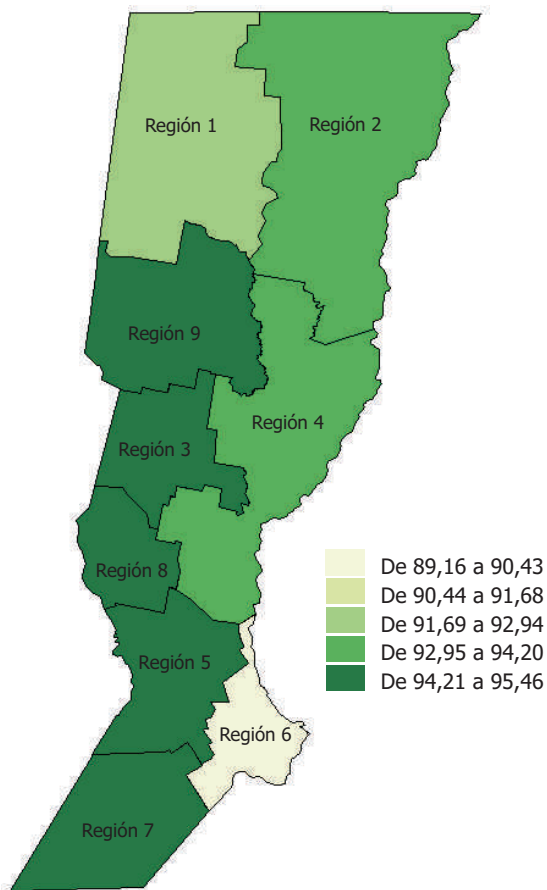 Región 1
Región 2
Región 9
Región 4
Región 3
Región 8
Región 5
Región 6
Región 7
De 89,16 a 90,43
De 90,44 a 91,68
De 91,69 a 92,94
De 92,95 a 94,20
De 94,21 a 95,46